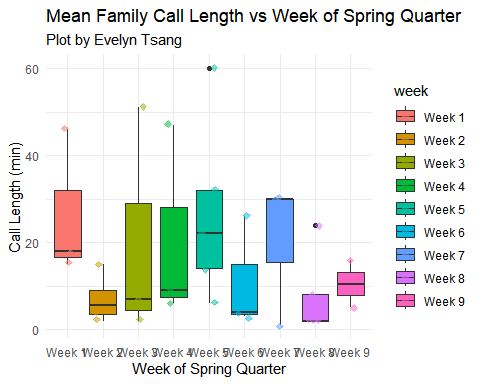 Mean Family Call Length vs Week of Spring Quarter
Plot by Evelyn Tsang
60
40
20
0
Call Length (min)
Week 1 Week 2 Week 3 Week 4 Week 5 Week 6 Week 7 Week 8 Week 9
Week of Spring Quarter
week
Week 1
Week 2
Week 3
Week 4
Week 5
Week 6
Week 7
Week 8
Week 9